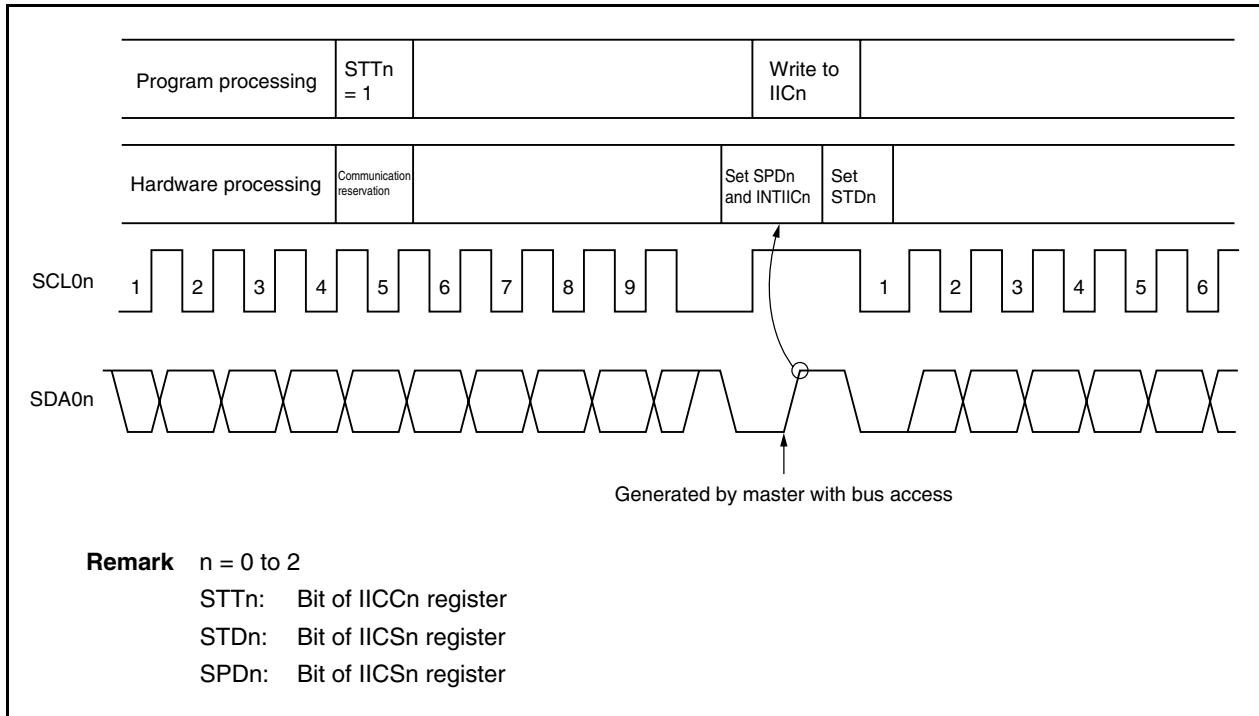 Program processing
STTn
= 1
Write to
IICn
Hardware processing
Communication
reservation
Set SPDn
and INTIICn
Set
STDn
SCL0n
1 2 3 4 5 6 7 8 9 1 2 3 4 5 6
SDA0n
Generated by master with bus access
Remark n = 0 to 2
STTn: Bit of IICCn register
STDn: Bit of IICSn register
SPDn: Bit of IICSn register